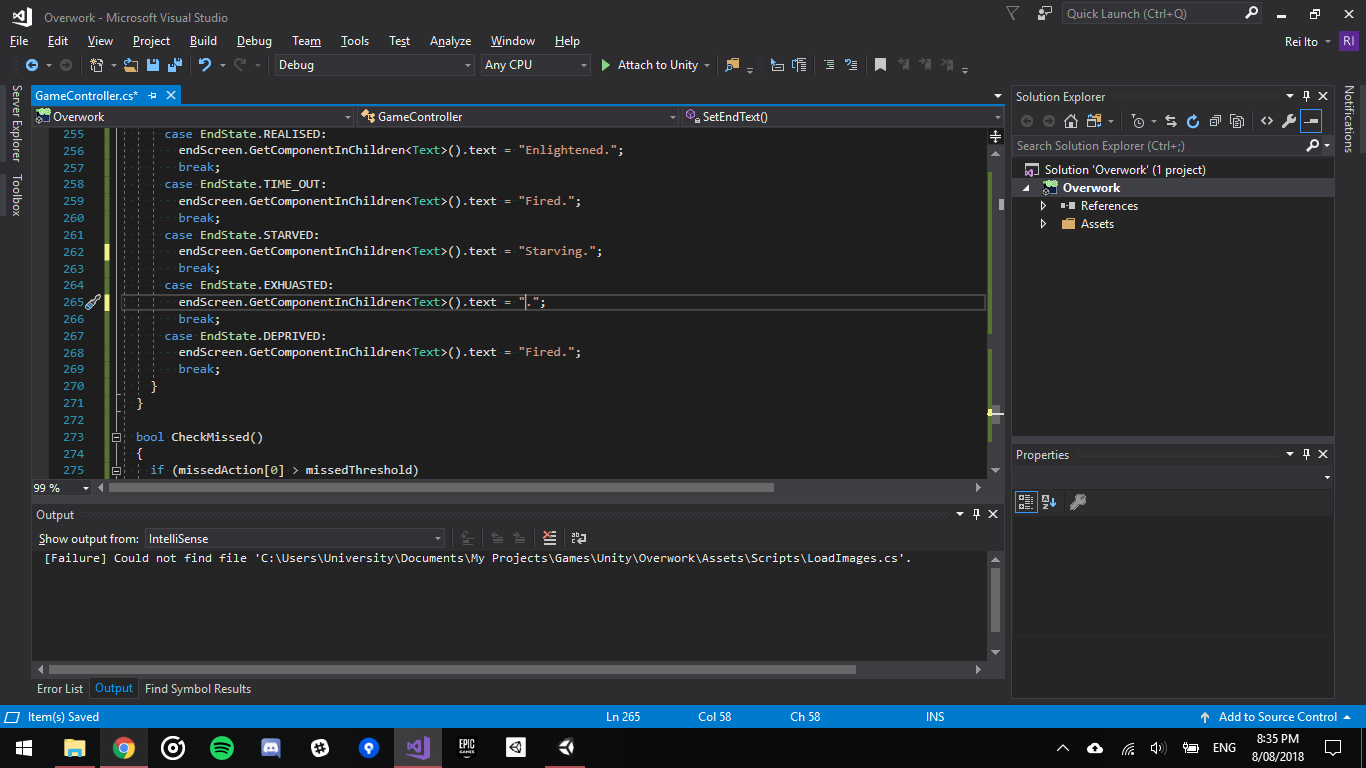 Overwork - Microsoft Visual Studio
Quick Launch (Ctrl+Q)
File Edit View Project Build Debug Team Tools Test Analyze Window Help
Rei Ito RI
Debug Any CPU Attach to Unity
Server Explorer
Toolbox
GameController.cs*
Overwork GameController SetEndText()
255 case EndState.REALISED:
256 endScreen.GetComponentInChildren<Text>().text = "Enlightened.";
257 break;
258 case EndState.TIME_OUT:
259 endScreen.GetComponentInChildren<Text>().text = "Fired.";
260 break;
261 case EndState.STARVED:
262 endScreen.GetComponentInChildren<Text>().text = "Starving.";
263 break;
264 case EndState.EXHUASTED:
265 endScreen.GetComponentInChildren<Text>().text = ".";
266 break;
267 case EndState.DEPRIVED:
268 endScreen.GetComponentInChildren<Text>().text = "Fired.";
269 break;
270 }
271 }
272
273 bool CheckMissed()
274 {
275 if (missedAction[0] > missedThreshold)
99 %
Output
Show output from: IntelliSense
[Failure] Could not find file 'C:\Users\University\Documents\My Projects\Games\Unity\Overwork\Assets\Scripts\LoadImages.cs'.
Error List Output Find Symbol Results
Solution Explorer
Search Solution Explorer (Ctrl+;)
Solution 'Overwork' (1 project)
Overwork
References
Assets
Properties
Notifications
Item(s) Saved Ln 265 Col 58 Ch 58 INS Add to Source Control
EPIC GAMES
ENG
8:35 PM
8/08/2018